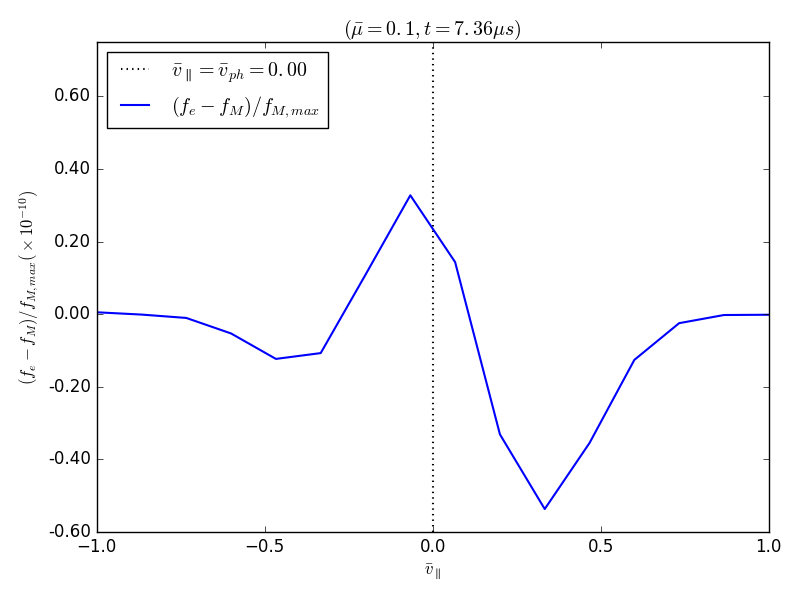 (μ̄ = 0.1, t = 7.36μs)
v̄∥ = v̄ph = 0.00
(fe − fM)/fM,max
0.60
0.40
0.20
0.00
-0.20
-0.40
-0.60
(fe − fM)/fM,max(×10⁻¹⁰)
−1.0 −0.5 0.0 0.5 1.0
v̄∥